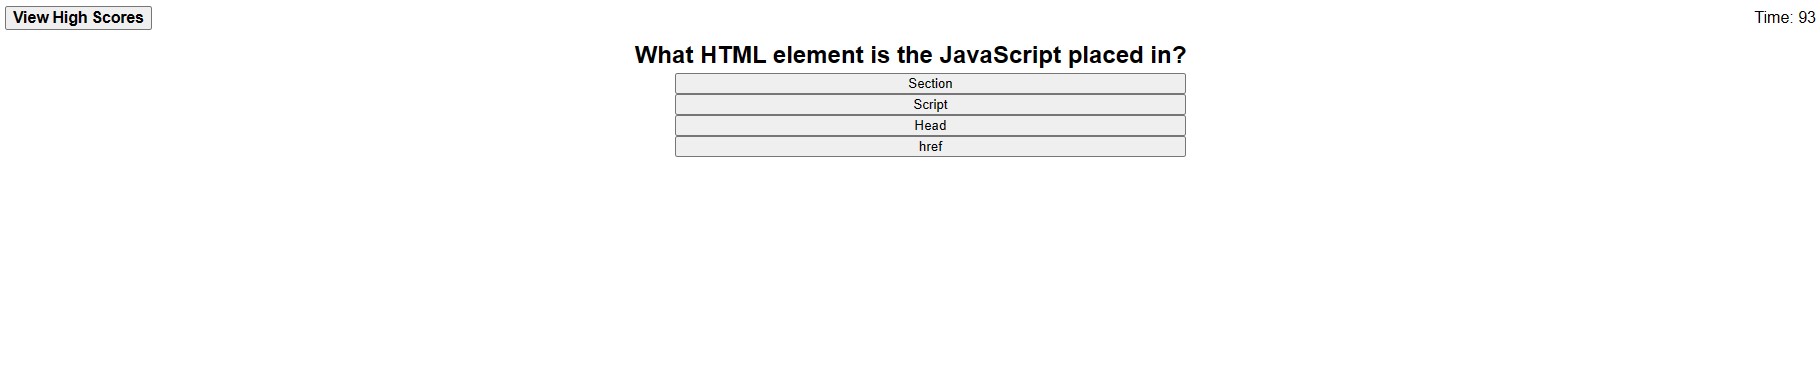 View High Scores
Time: 93
What HTML element is the JavaScript placed in?
Section
Script
Head
href